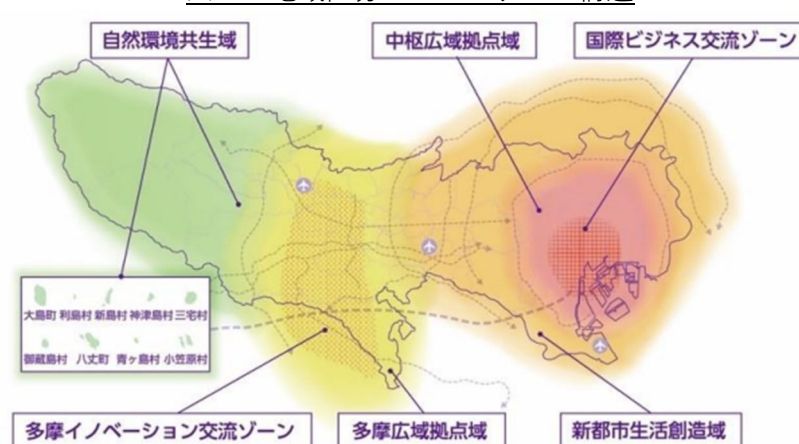 自然環境共生域
中枢広域拠点域
国際ビジネス交流ゾーン
大島町 利島村 新島村 神津島村 三宅村
御蔵島村 八丈町 青ヶ島村 小笠原村
多摩イノベーション交流ゾーン
多摩広域拠点域
新都市生活創造域